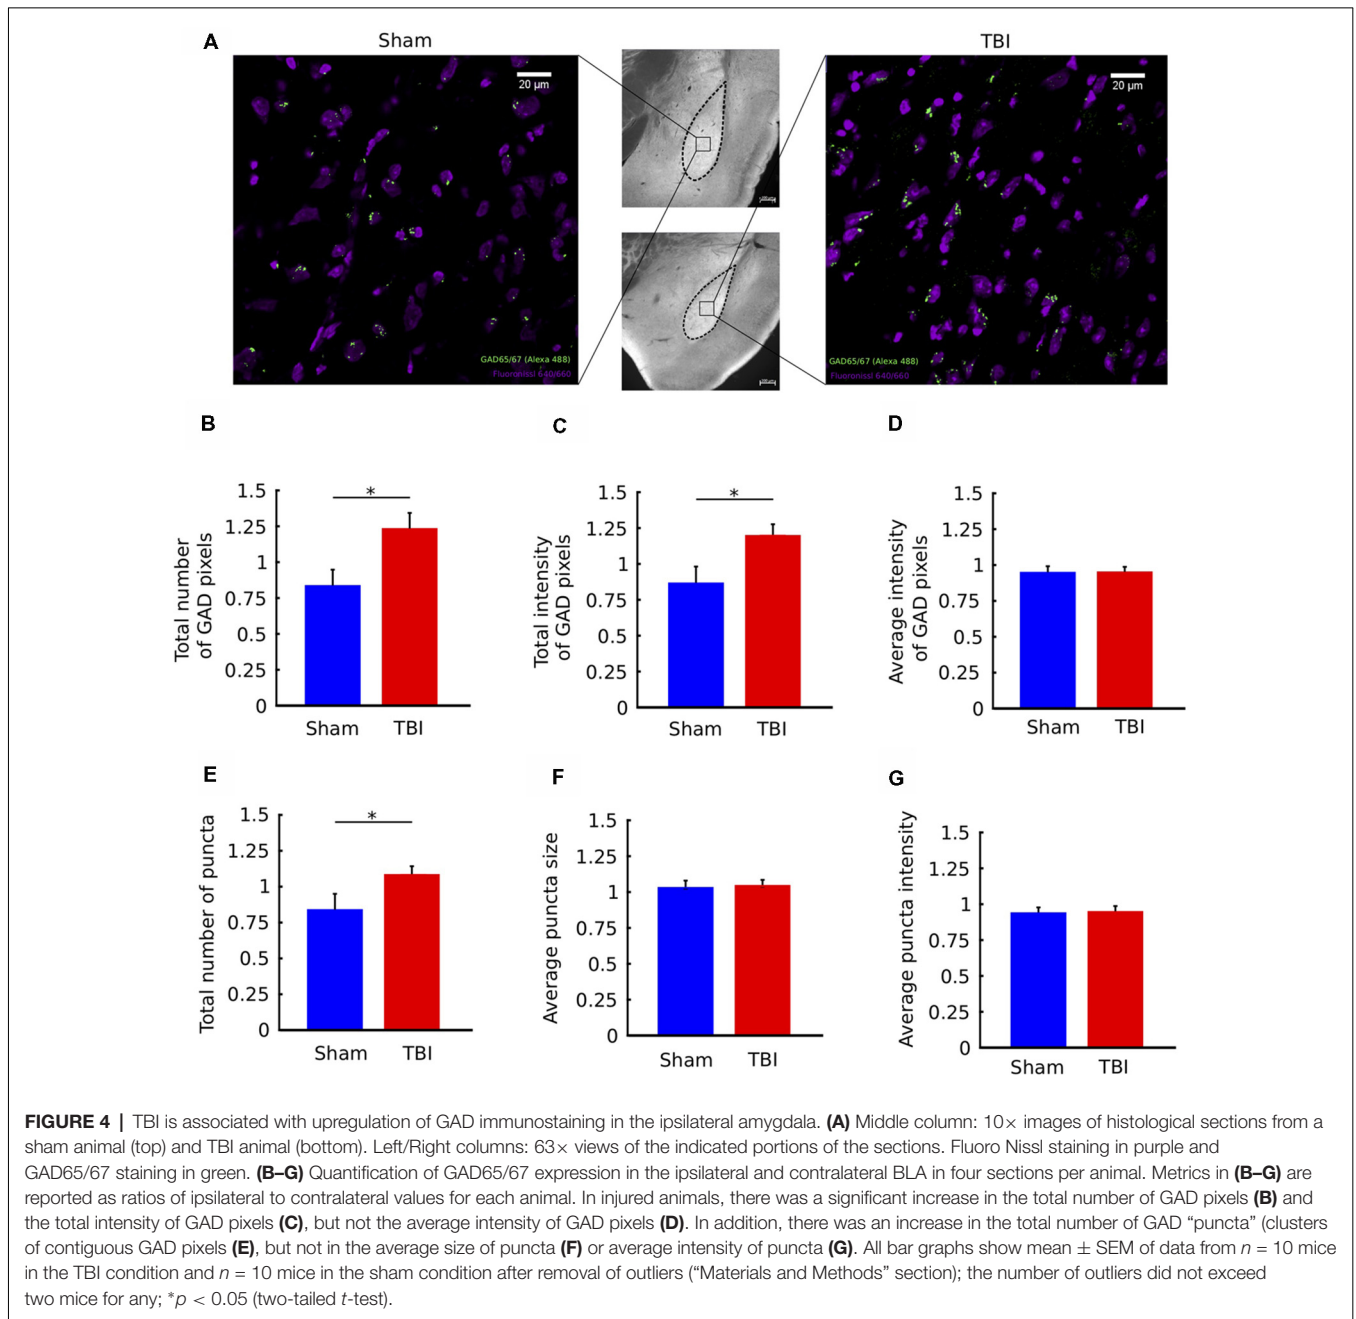 A
Sham
TBI
20 µm
20 µm
GAD65/67 (Alexa 488)
Fluoronissl 640/660
GAD65/67 (Alexa 488)
Fluoronissl 640/660
B
C
D
Total number
of GAD pixels
1.5
1.25
1
0.75
0.5
0.25
0
*
Sham
TBI
Total intensity
of GAD pixels
1.5
1.25
1
0.75
0.5
0.25
0
*
Sham
TBI
Average intensity
of GAD pixels
1.5
1.25
1
0.75
0.5
0.25
0
Sham
TBI
E
F
G
Total number of puncta
1.5
1.25
1
0.75
0.5
0.25
0
*
Sham
TBI
Average puncta size
1.5
1.25
1
0.75
0.5
0.25
0
Sham
TBI
Average puncta intensity
1.5
1.25
1
0.75
0.5
0.25
0
Sham
TBI
FIGURE 4 | TBI is associated with upregulation of GAD immunostaining in the ipsilateral amygdala. (A) Middle column: 10× images of histological sections from a
sham animal (top) and TBI animal (bottom). Left/Right columns: 63× views of the indicated portions of the sections. Fluoro Nissl staining in purple and
GAD65/67 staining in green. (B–G) Quantification of GAD65/67 expression in the ipsilateral and contralateral BLA in four sections per animal. Metrics in (B–G) are
reported as ratios of ipsilateral to contralateral values for each animal. In injured animals, there was a significant increase in the total number of GAD pixels (B) and
the total intensity of GAD pixels (C), but not the average intensity of GAD pixels (D). In addition, there was an increase in the total number of GAD “puncta” (clusters
of contiguous GAD pixels (E), but not in the average size of puncta (F) or average intensity of puncta (G). All bar graphs show mean ± SEM of data from n = 10 mice
in the TBI condition and n = 10 mice in the sham condition after removal of outliers (“Materials and Methods” section); the number of outliers did not exceed
two mice for any; *p < 0.05 (two-tailed t-test).